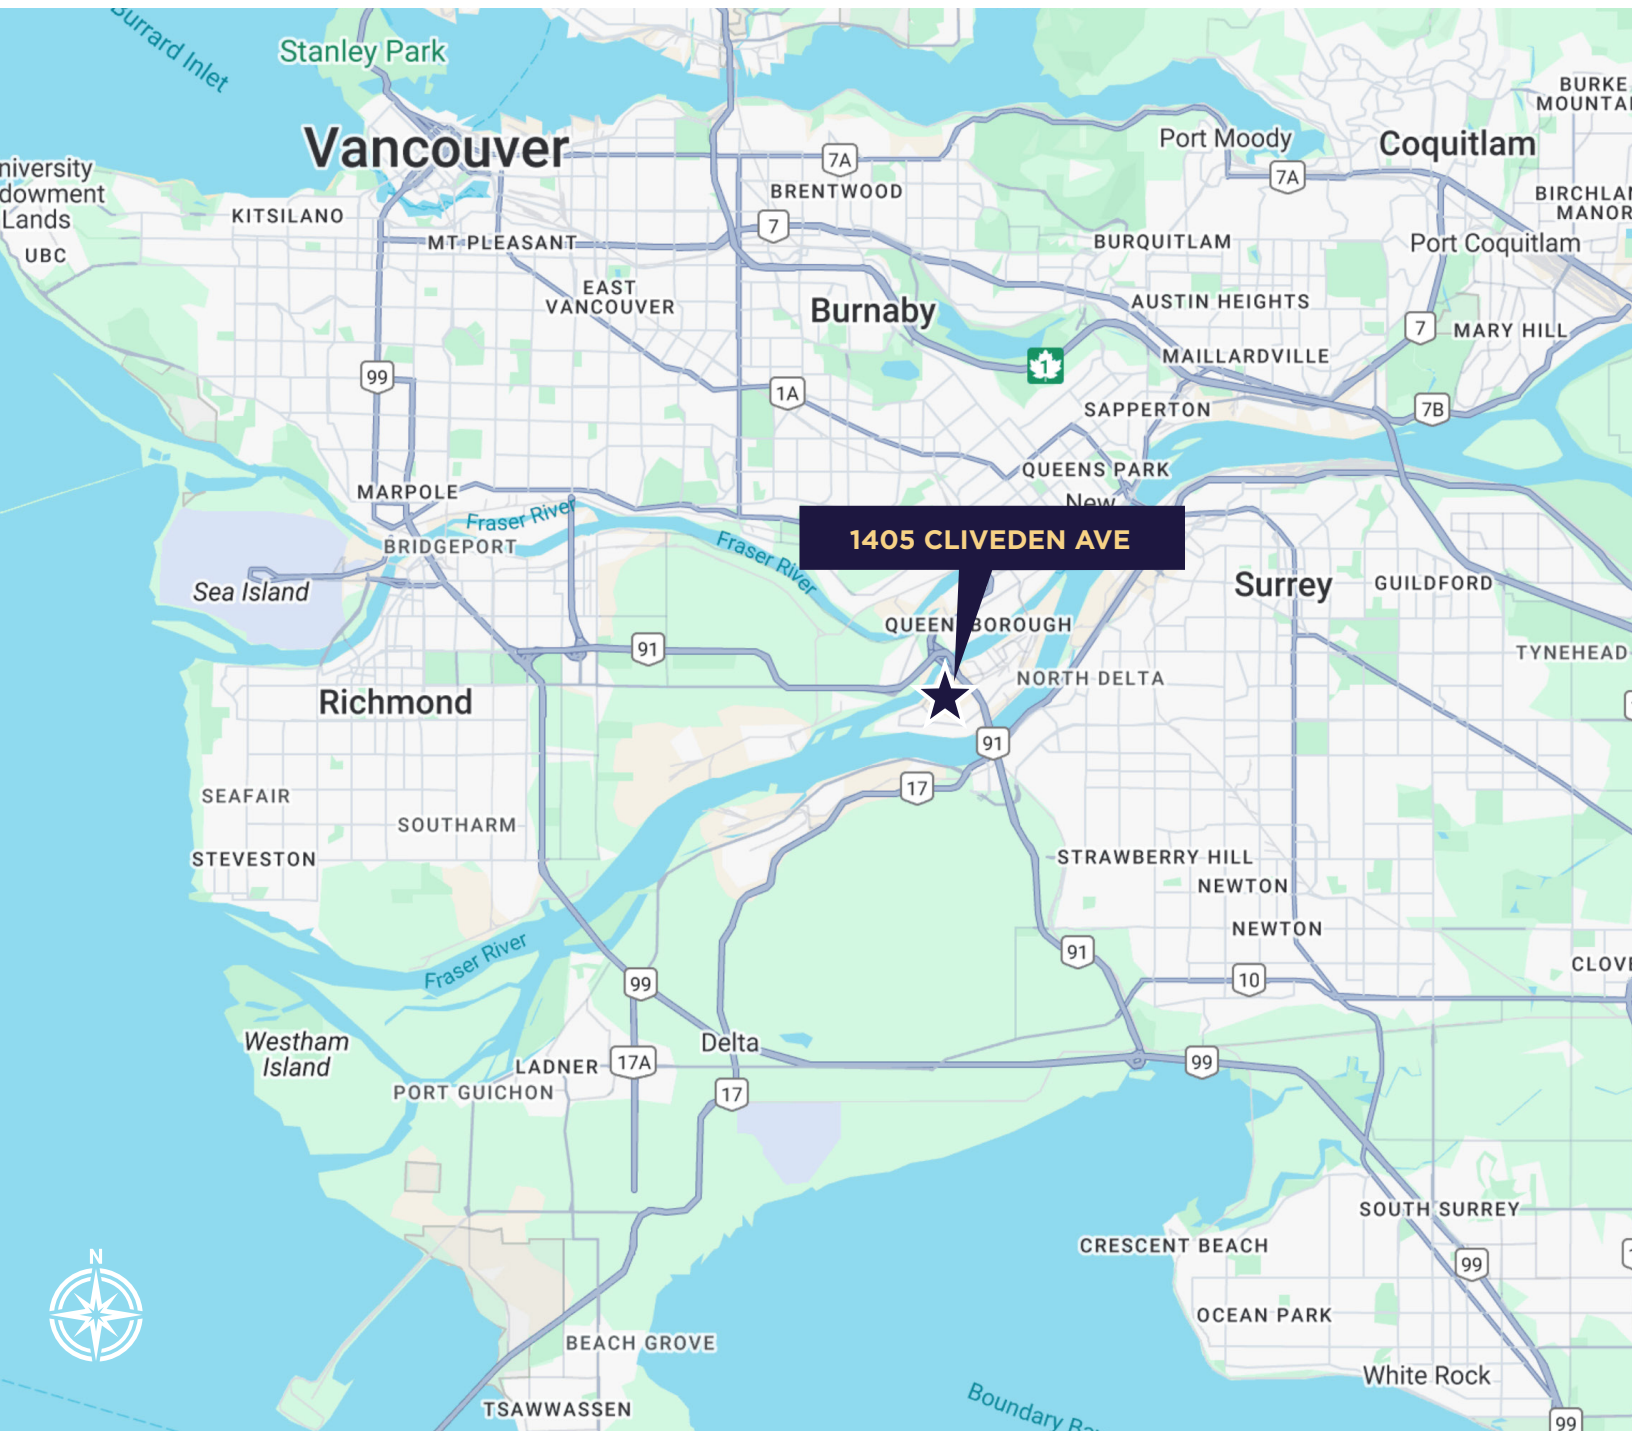 Burrard Inlet
Stanley Park
Vancouver
niversity
dowment
Lands
UBC
KITSILANO
MT PLEASANT
EAST
VANCOUVER
7A
BRENTWOOD
7
Burnaby
Port Moody
7A
Coquitlam
BURKE
MOUNTAI
BIRCHLAN
MANOR
Port Coquitlam
BURQUITLAM
AUSTIN HEIGHTS
7
MARY HILL
MAILLARDVILLE
1
99
1A
SAPPERTON
7B
QUEENS PARK
New
MARPOLE
Fraser River
BRIDGEPORT
Fraser River
1405 CLIVEDEN AVE
Sea Island
Surrey
GUILDFORD
QUEENSBOROUGH
TYNEHEAD
91
NORTH DELTA
Richmond
91
17
SEAFAIR
SOUTHARM
STEVESTON
STRAWBERRY HILL
NEWTON
NEWTON
91
CLOVE
Fraser River
99
10
Westham
Island
Delta
LADNER
17A
99
PORT GUICHON
17
SOUTH SURREY
CRESCENT BEACH
99
N
OCEAN PARK
BEACH GROVE
White Rock
Boundary Ba
TSAWWASSEN
99